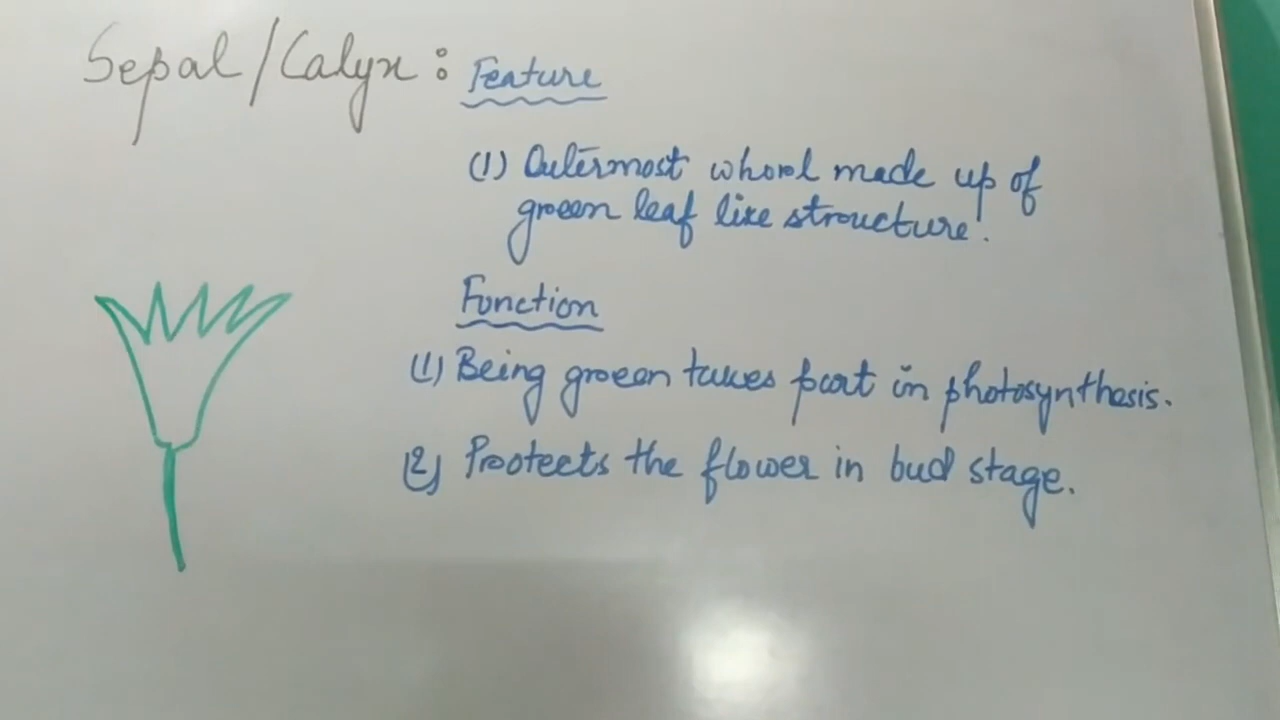 Sepal/Calyx : Feature
(1) Outermost whorl made up of
green leaf like structure.
Function
(1) Being green takes part in photosynthesis.
(2) Protects the flower in bud stage.